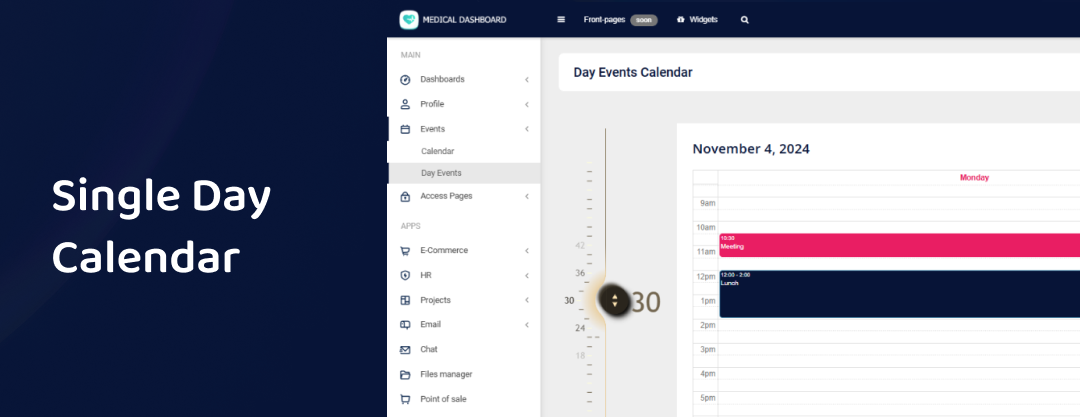 Single Day
Calendar
MEDICAL DASHBOARD
Front-pages soon
Widgets
MAIN
Dashboards
Profile
Events
Calendar
Day Events
Access Pages
APPS
E-Commerce
HR
Projects
Email
Chat
Files manager
Point of sale
Day Events Calendar
42
36
30
30
24
18
November 4, 2024
Monday
9am
10am
10:30
Meeting
11am
12pm
12:00 - 2:00
Lunch
1pm
2pm
3pm
4pm
5pm